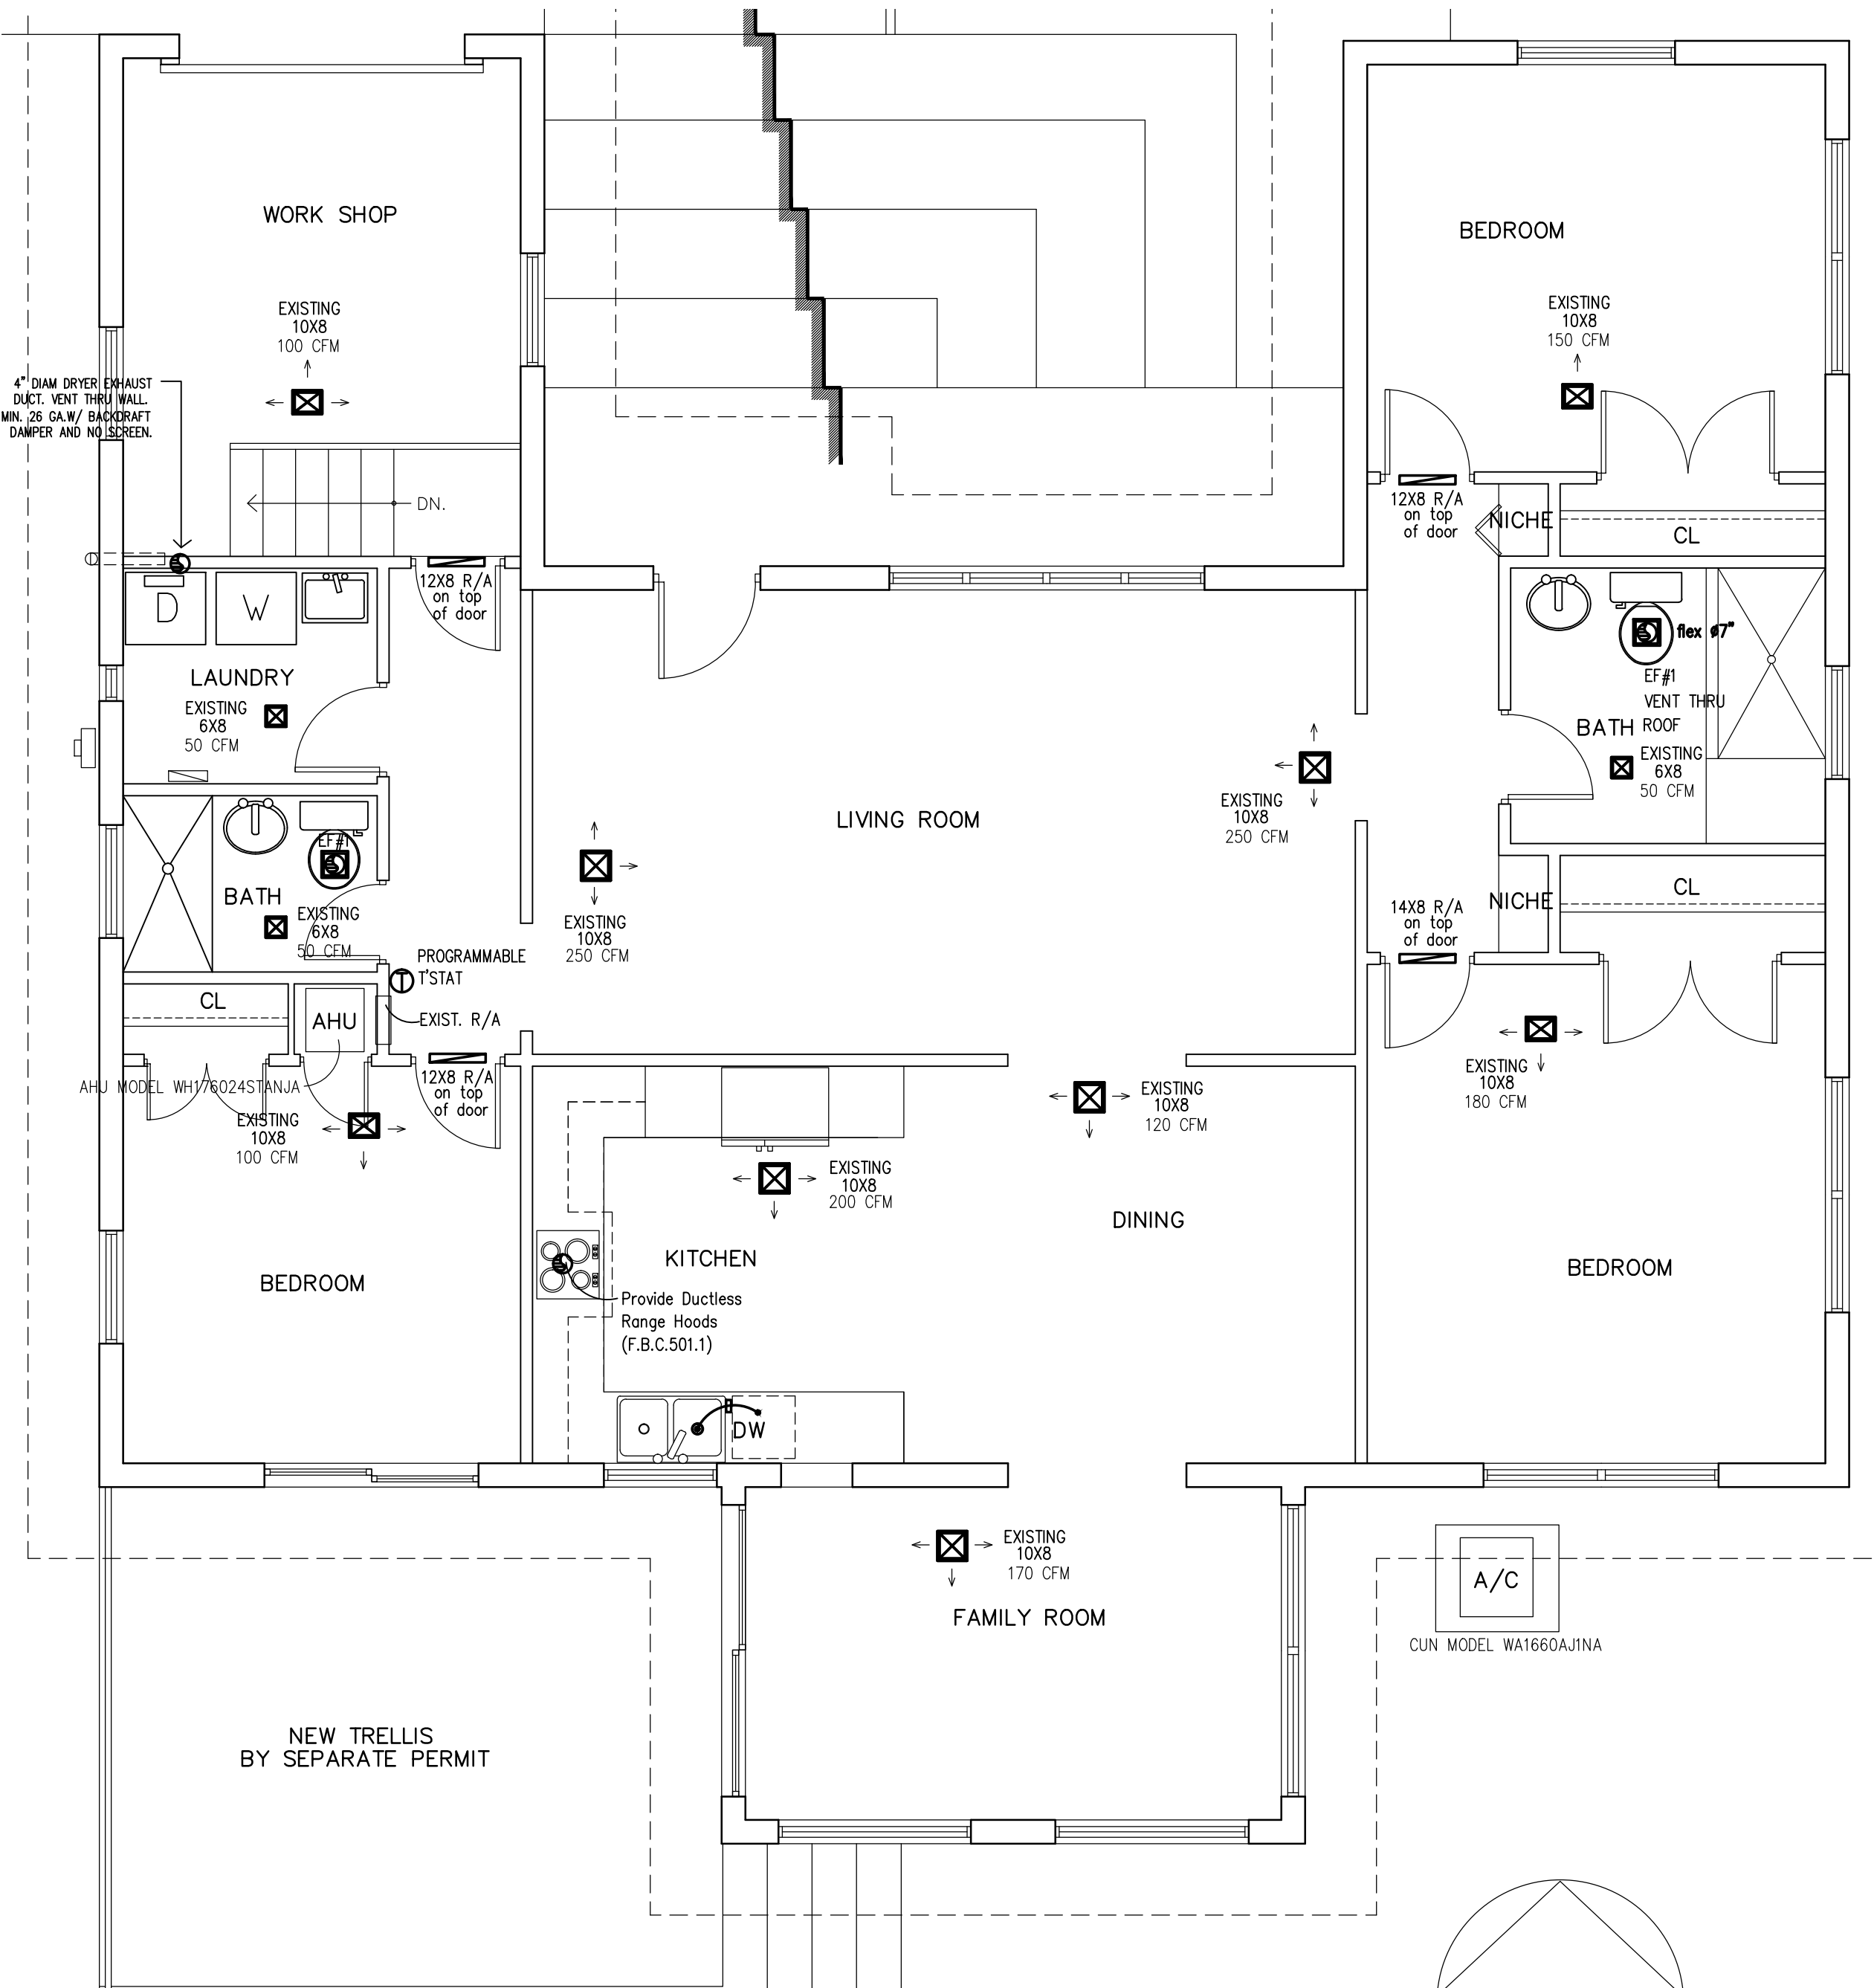 WORK SHOP
EXISTING
10X8
100 CFM
4" DIAM DRYER EXHAUST
DUCT. VENT THRU WALL.
MIN. 26 GA.W/ BACKDRAFT
DAMPER AND NO SCREEN.
DN.
BEDROOM
EXISTING
10X8
150 CFM
12X8 R/A
on top
of door
NICHE
CL
D
W
12X8 R/A
on top
of door
LAUNDRY
EXISTING
6X8
50 CFM
flex ø7"
EF#1
VENT THRU
ROOF
BATH
EXISTING
6X8
50 CFM
LIVING ROOM
EXISTING
10X8
250 CFM
EF#1
BATH
EXISTING
6X8
50 CFM
EXISTING
10X8
250 CFM
14X8 R/A
on top
of door
NICHE
CL
PROGRAMMABLE
T'STAT
T
CL
AHU
EXIST. R/A
AHU MODEL WH176024STANJA
12X8 R/A
on top
of door
EXISTING
10X8
100 CFM
EXISTING
10X8
120 CFM
EXISTING
10X8
180 CFM
EXISTING
10X8
200 CFM
DINING
KITCHEN
BEDROOM
BEDROOM
Provide Ductless
Range Hoods
(F.B.C.501.1)
DW
EXISTING
10X8
170 CFM
FAMILY ROOM
A/C
CUN MODEL WA1660AJ1NA
NEW TRELLIS
BY SEPARATE PERMIT